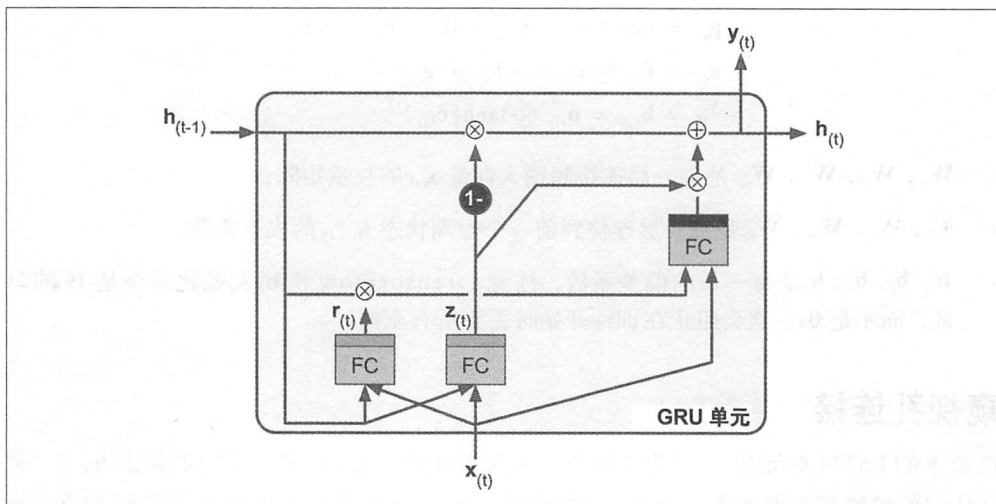 y(t)
h(t-1)
h(t)
1-
FC
r(t)
z(t)
FC
FC
GRU 单元
x(t)